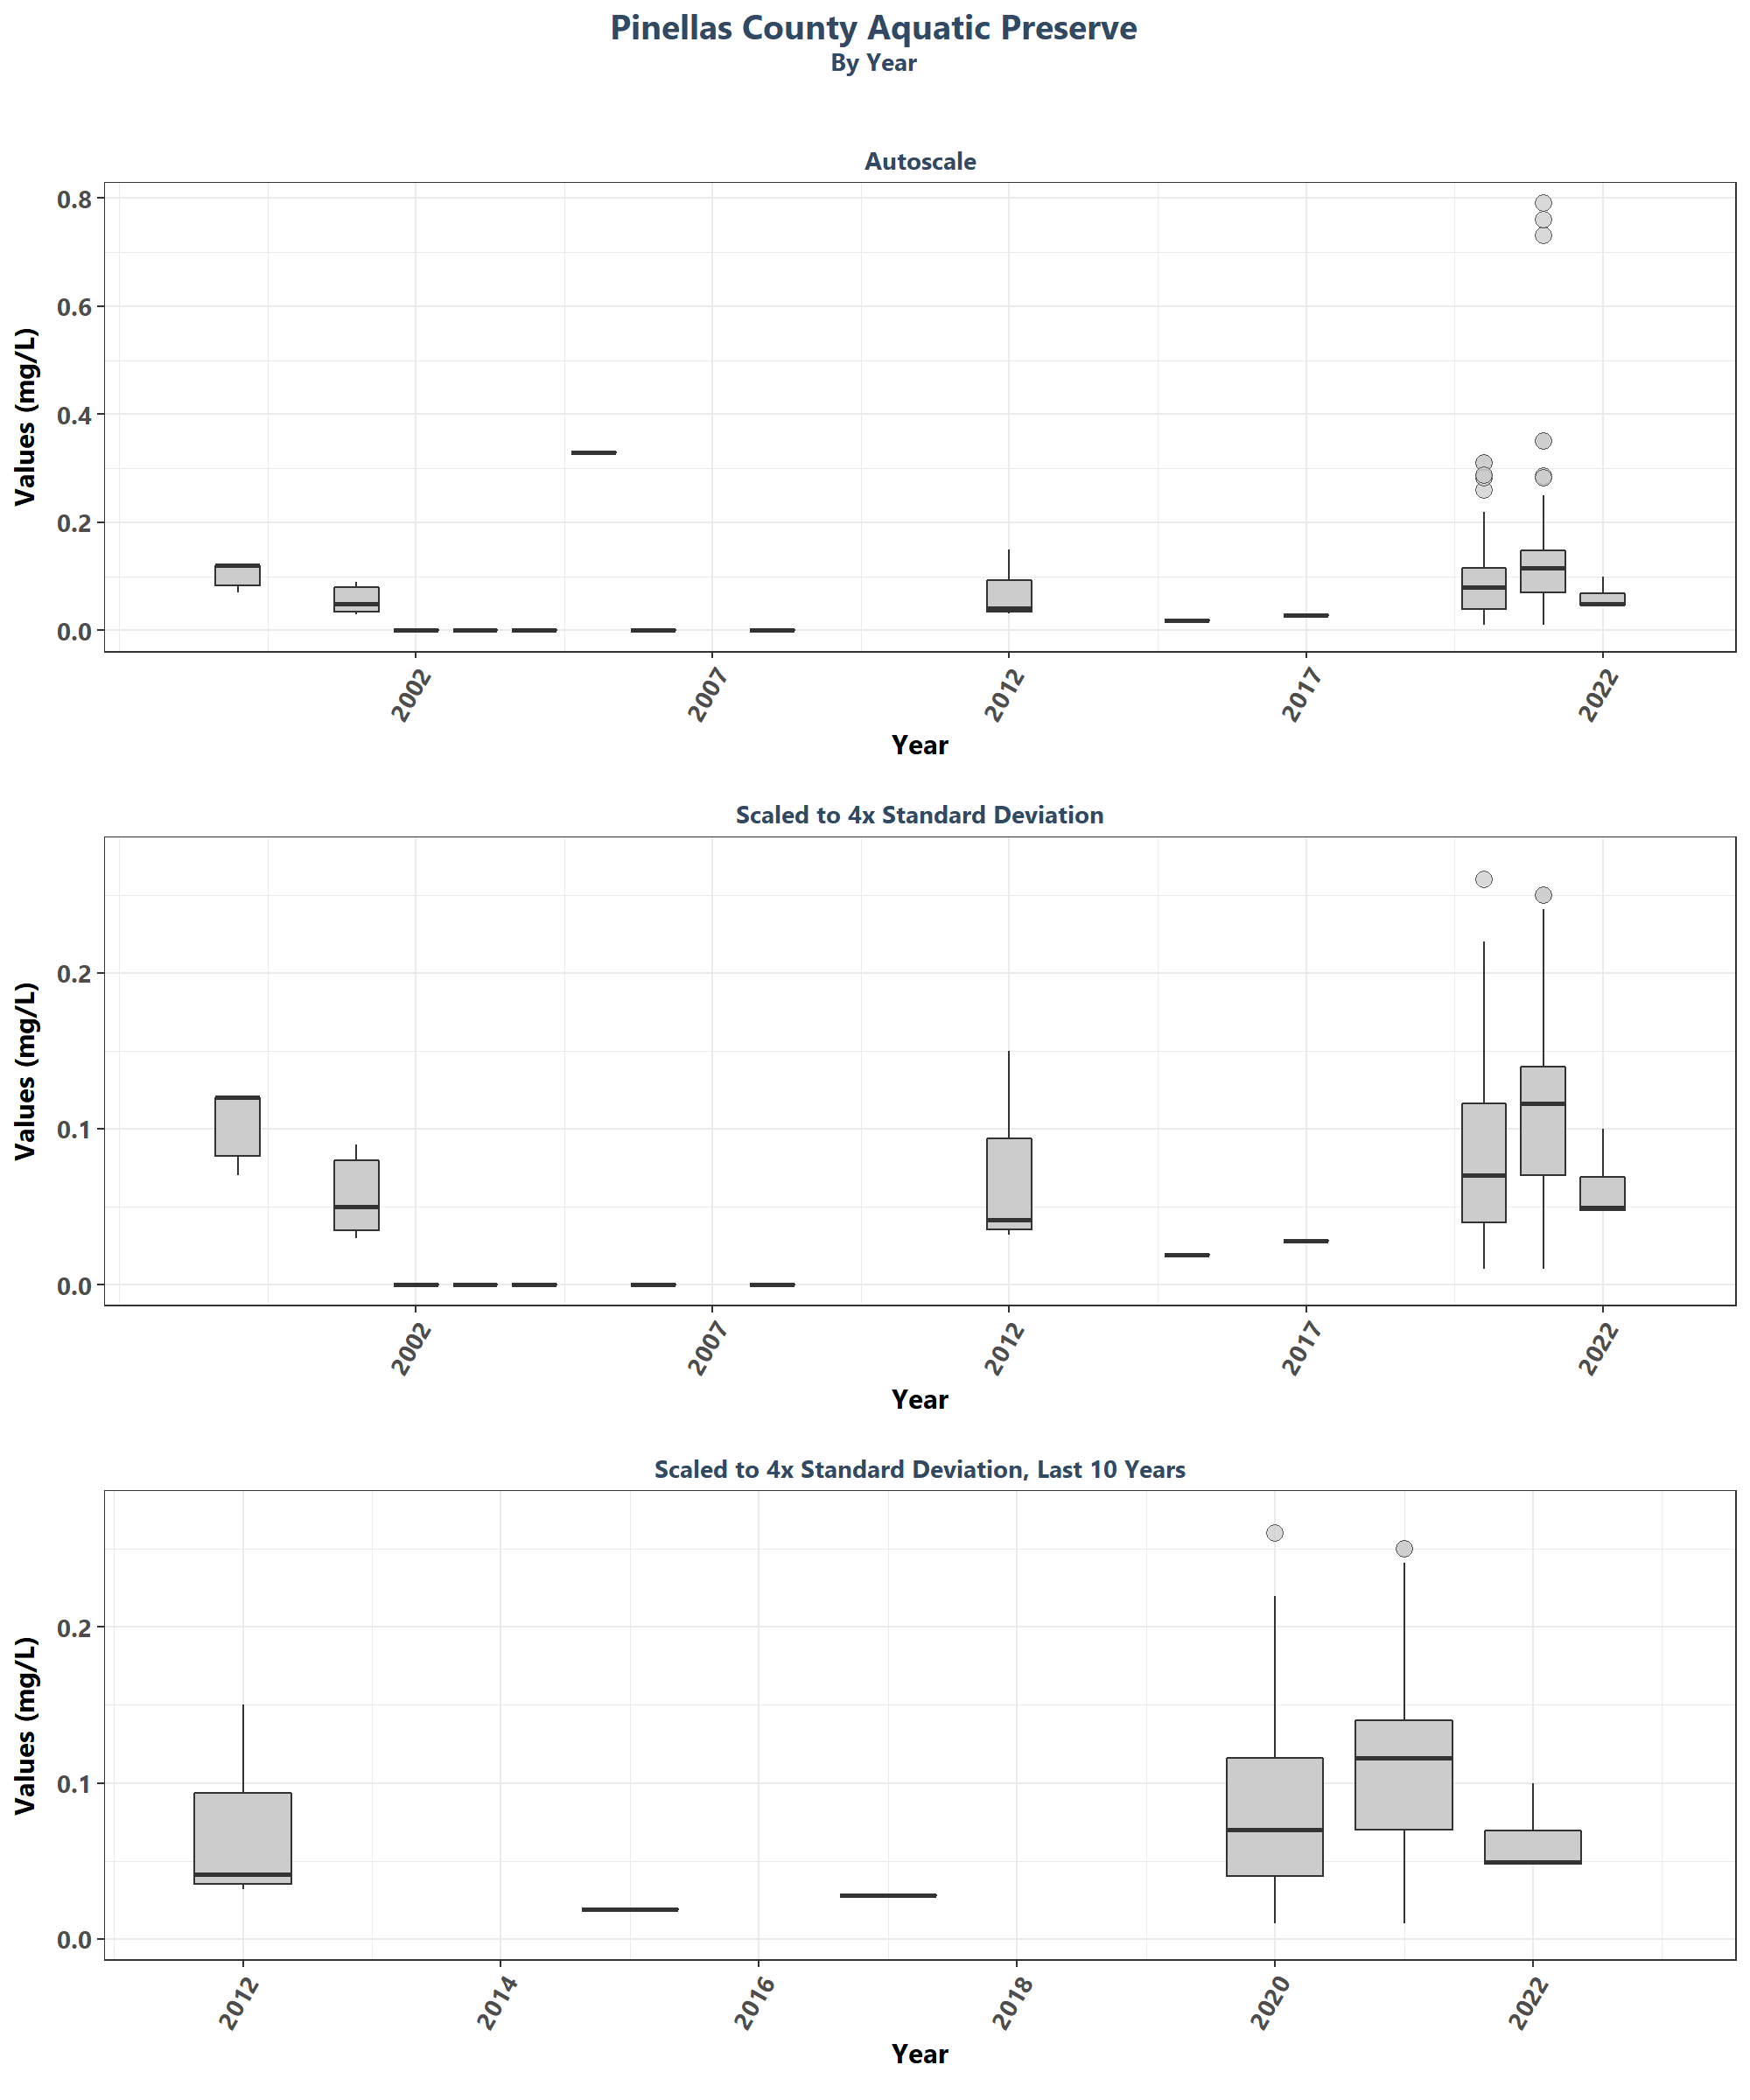 Pinellas County Aquatic Preserve
By Year
Autoscale
Values (mg/L)
0.8
0.6
0.4
0.2
0.0
2002 2007 2012 2017 2022
Year
Scaled to 4x Standard Deviation
Values (mg/L)
0.2
0.1
0.0
2002 2007 2012 2017 2022
Year
Scaled to 4x Standard Deviation, Last 10 Years
Values (mg/L)
0.2
0.1
0.0
2012 2014 2016 2018 2020 2022
Year